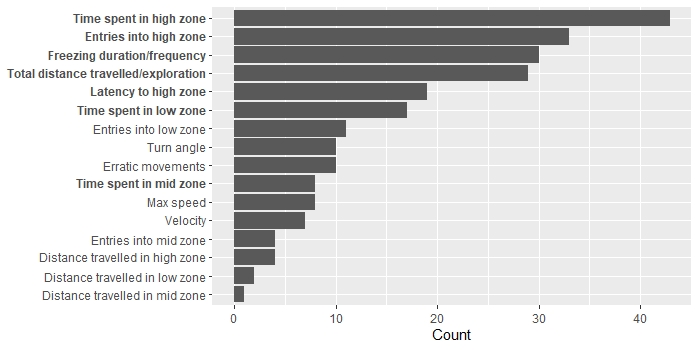 Time spent in high zone
Entries into high zone
Freezing duration/frequency
Total distance travelled/exploration
Latency to high zone
Time spent in low zone
Entries into low zone
Turn angle
Erratic movements
Time spent in mid zone
Max speed
Velocity
Entries into mid zone
Distance travelled in high zone
Distance travelled in low zone
Distance travelled in mid zone
0 10 20 30 40
Count